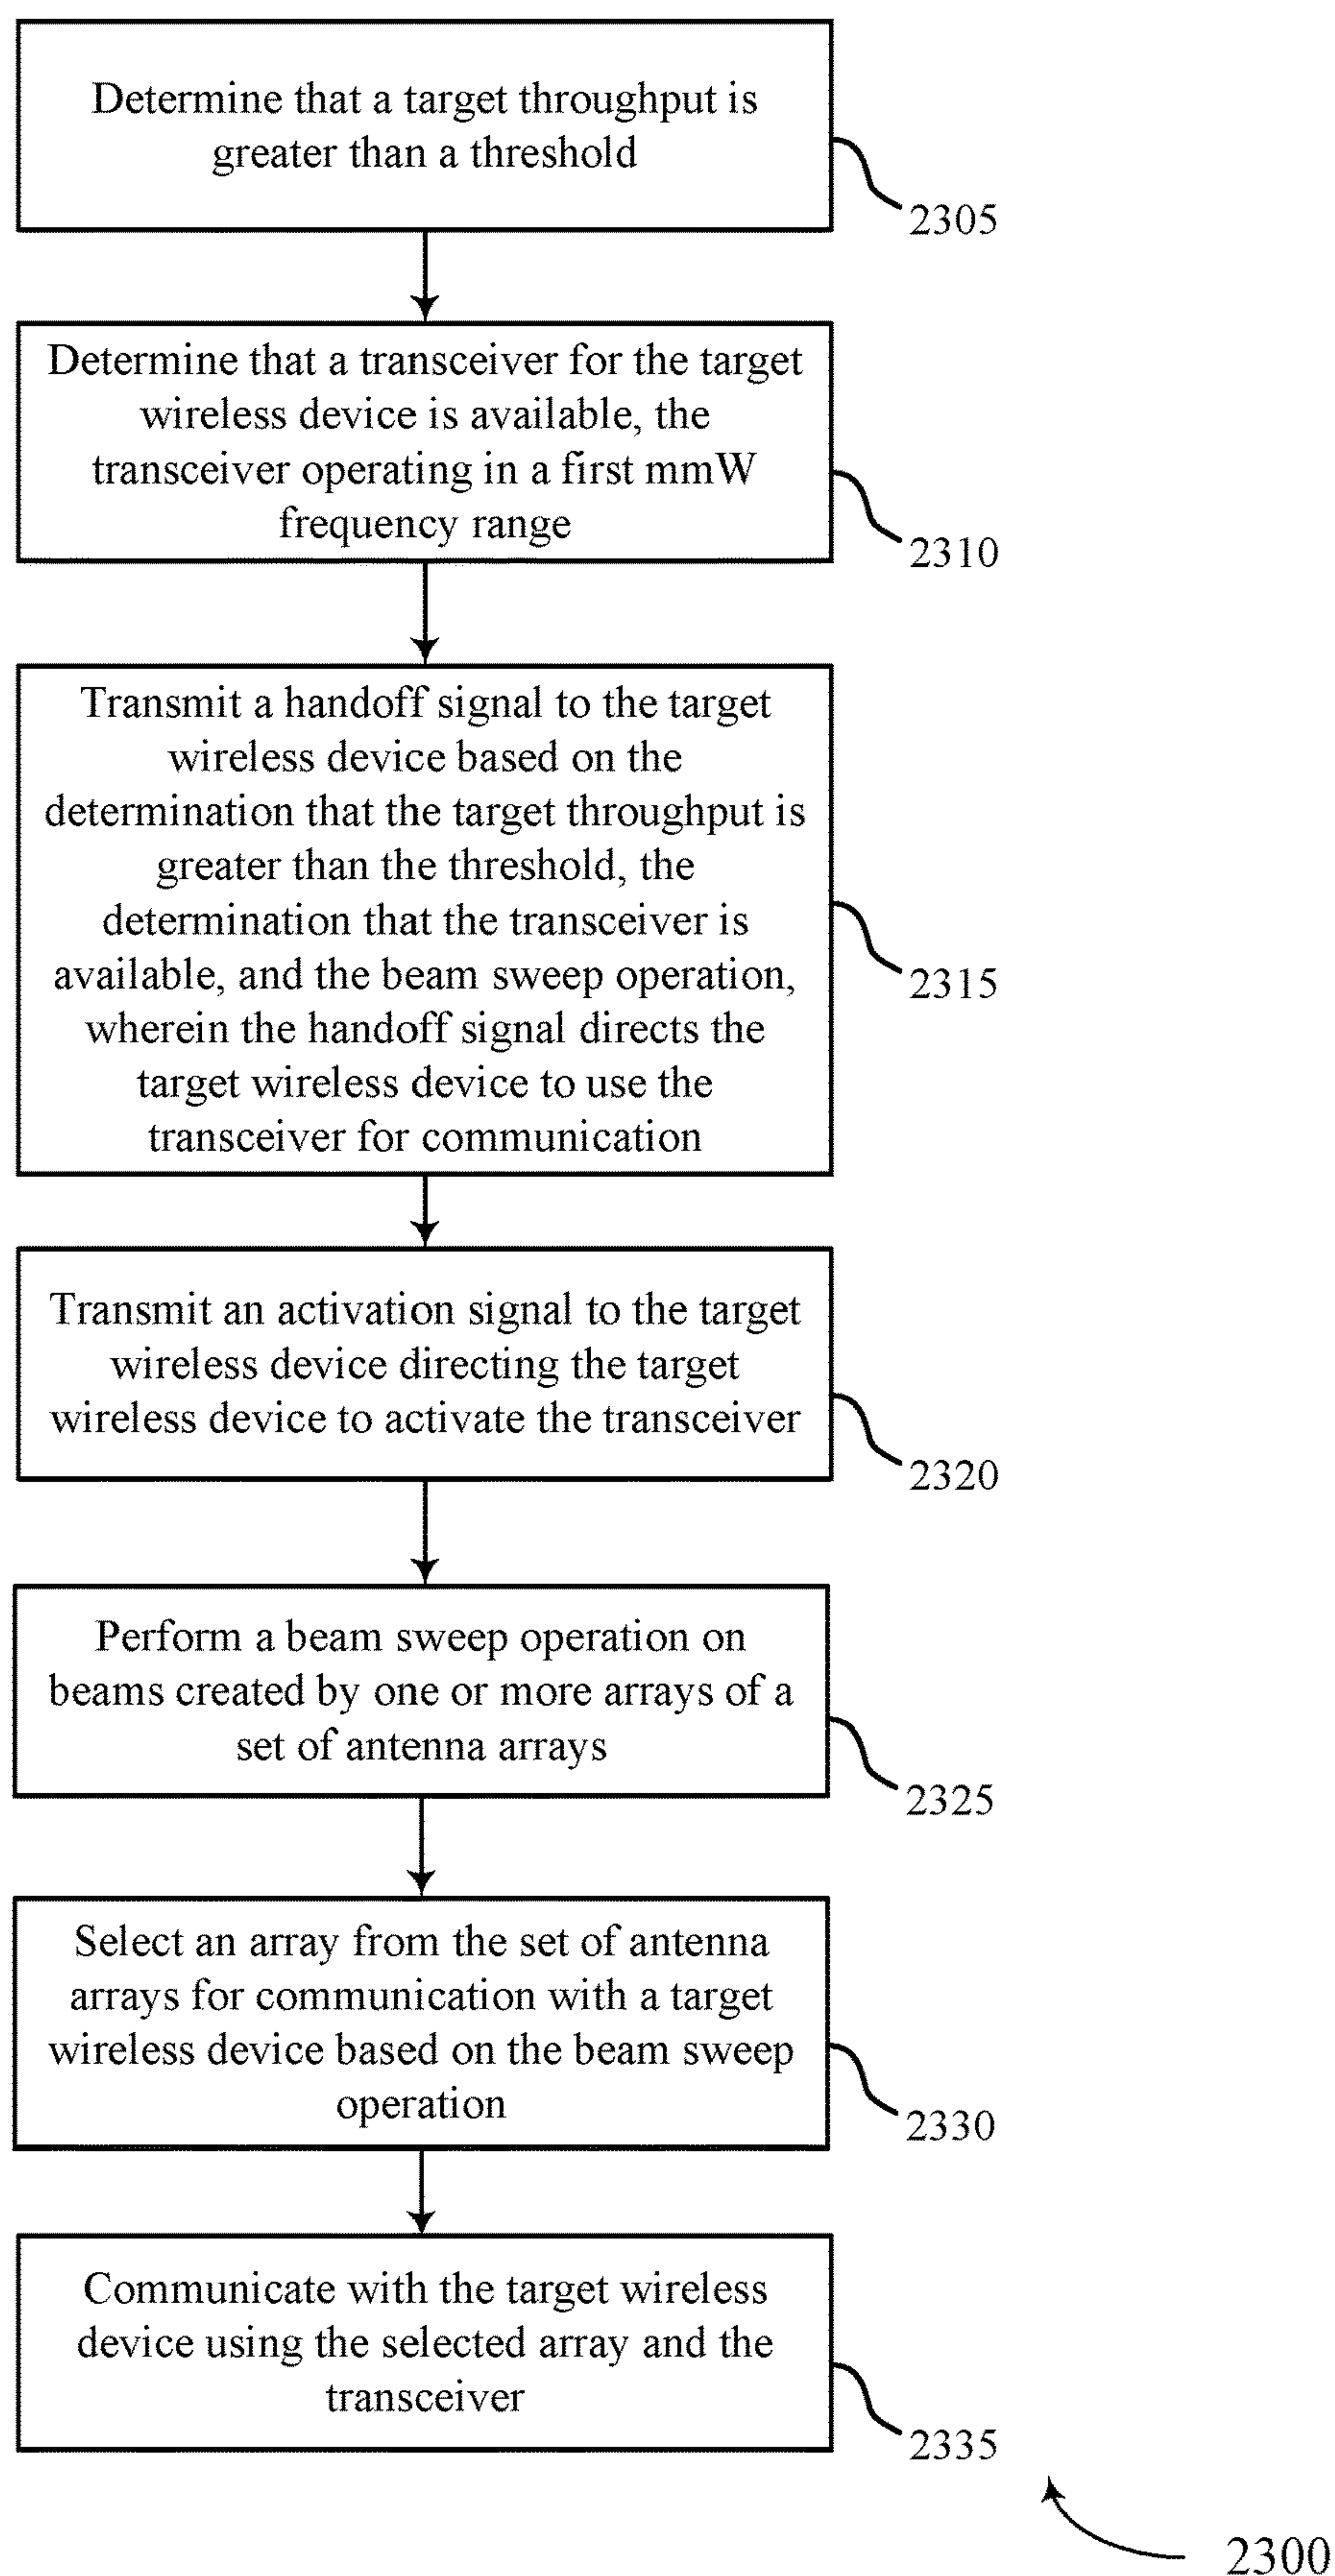 Determine that a target throughput is
greater than a threshold
2305
Determine that a transceiver for the target
wireless device is available, the
transceiver operating in a first mmW
frequency range
2310
Transmit a handoff signal to the target
wireless device based on the
determination that the target throughput is
greater than the threshold, the
determination that the transceiver is
available, and the beam sweep operation,
wherein the handoff signal directs the
target wireless device to use the
transceiver for communication
2315
Transmit an activation signal to the target
wireless device directing the target
wireless device to activate the transceiver
2320
Perform a beam sweep operation on
beams created by one or more arrays of a
set of antenna arrays
2325
Select an array from the set of antenna
arrays for communication with a target
wireless device based on the beam sweep
operation
2330
Communicate with the target wireless
device using the selected array and the
transceiver
2335
2300